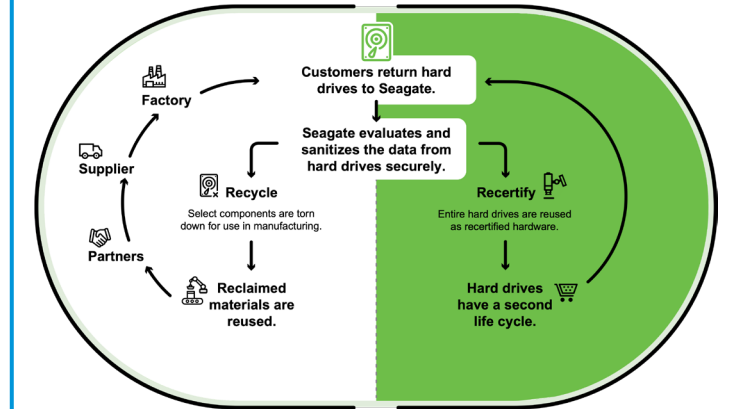 Customers return hard
drives to Seagate.
Factory
Seagate evaluates and
sanitizes the data from
hard drives securely.
Supplier
Recycle
Select components are torn
down for use in manufacturing.
Recertify
Entire hard drives are reused
as recertified hardware.
Partners
Reclaimed
materials are
reused.
Hard drives
have a second
life cycle.